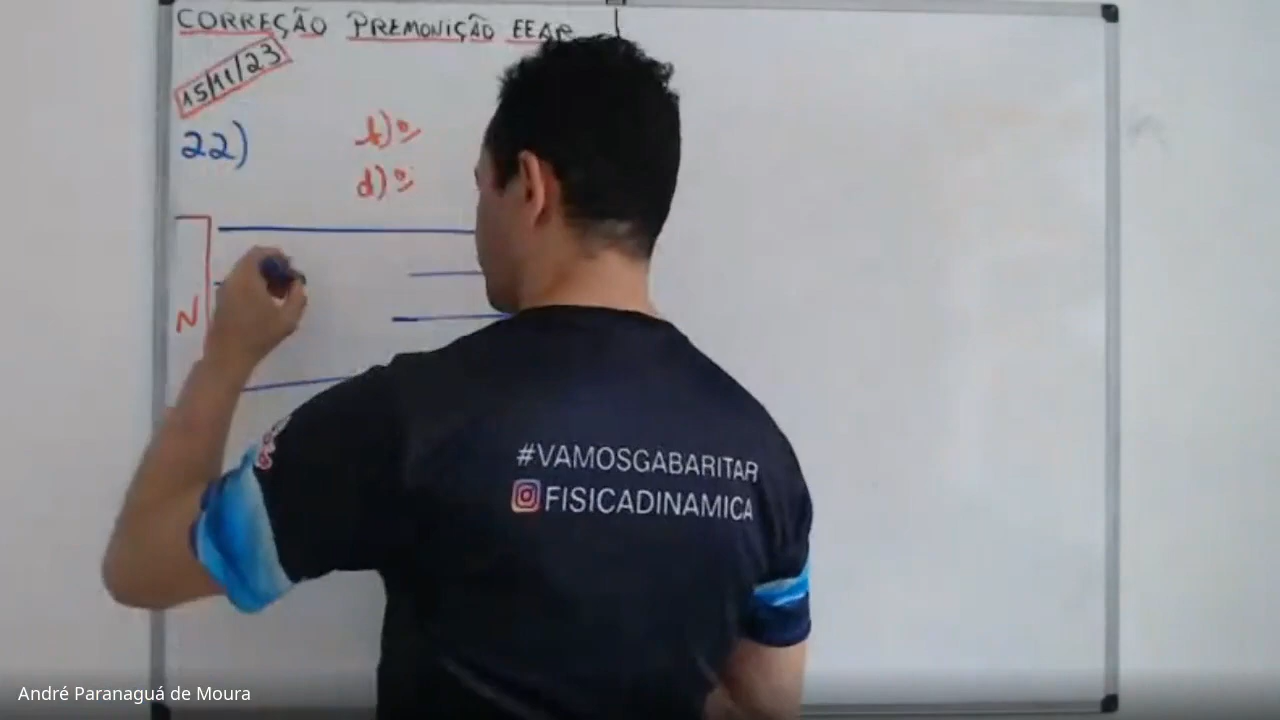 CORREÇÃO PREMONIÇÃO EEAR
15/11/23
22)
b)
d)
N
#VAMOSGABARITAR
FISICADINAMICA
André Paranaguá de Moura